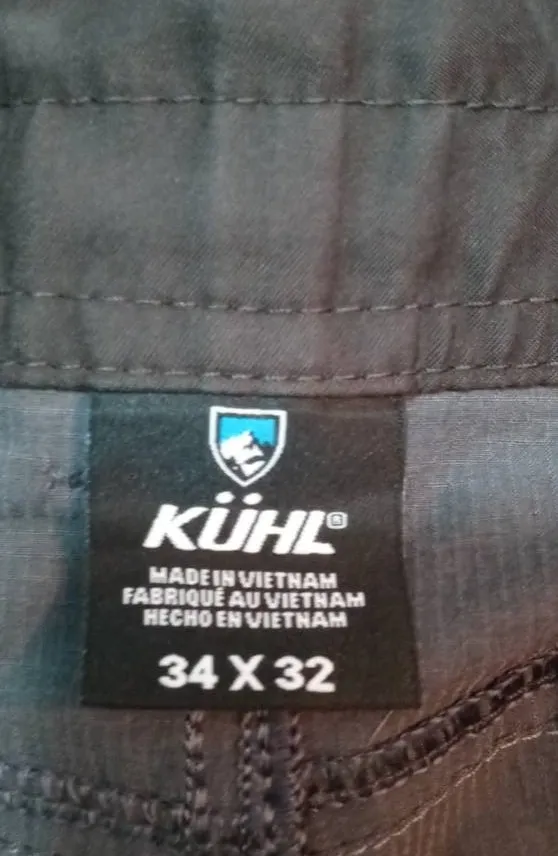 KÜHL®
MADE IN VIETNAM
FABRIQUÉ AU VIETNAM
HECHO EN VIETNAM
34 X 32